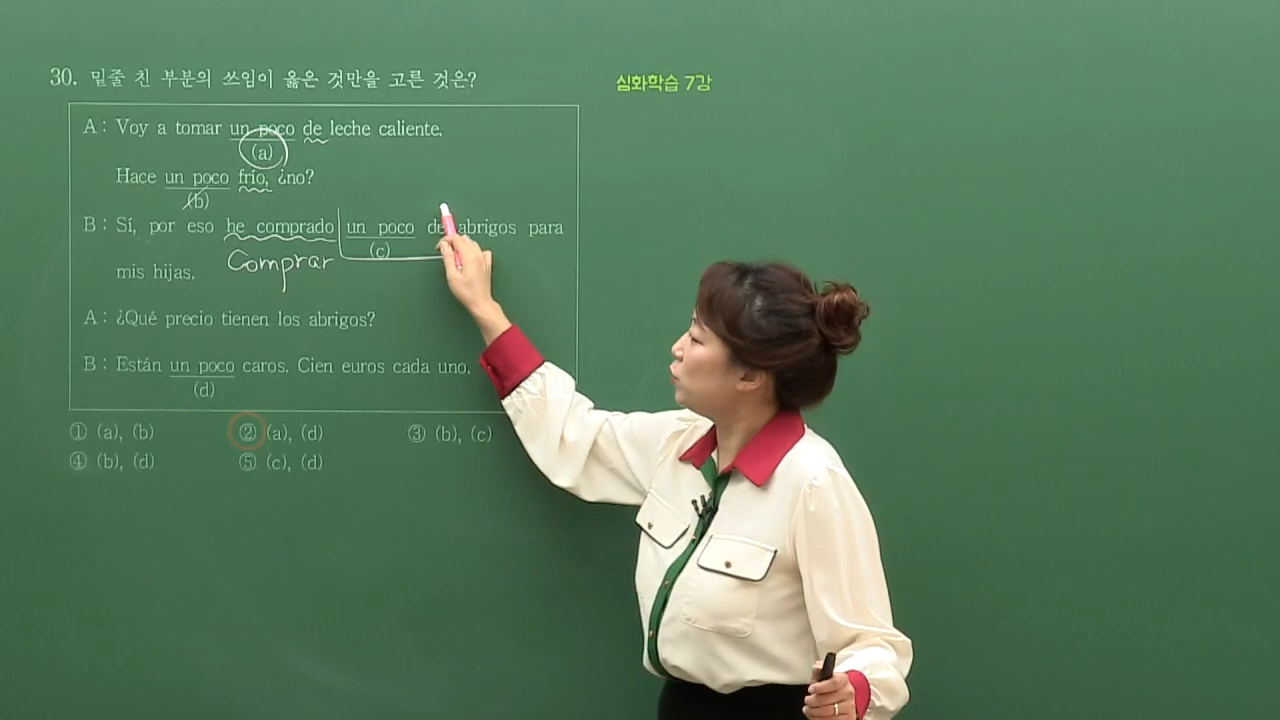 30. 밑줄 친 부분의 쓰임이 옳은 것만을 고른 것은?
심화학습 7강
A : Voy a tomar un poco de leche caliente.
(a)
Hace un poco frío, ¿no?
(b)
B : Sí, por eso he comprado un poco de abrigos para
(c)
Comprar
mis hijas.
A : ¿Qué precio tienen los abrigos?
B : Están un poco caros. Cien euros cada uno.
(d)
① (a), (b) ② (a), (d) ③ (b), (c)
④ (b), (d) ⑤ (c), (d)